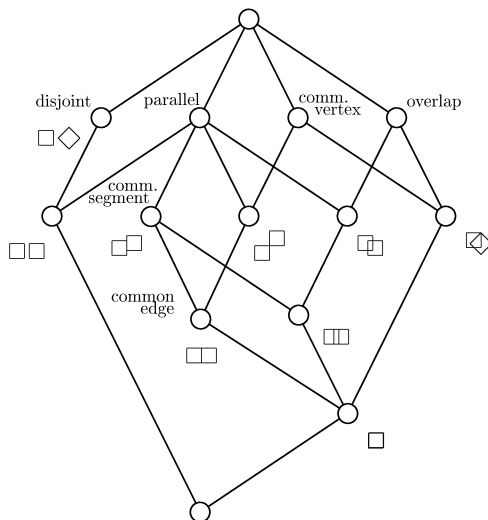 disjoint
parallel
comm.
vertex
overlap
comm.
segment
common
edge